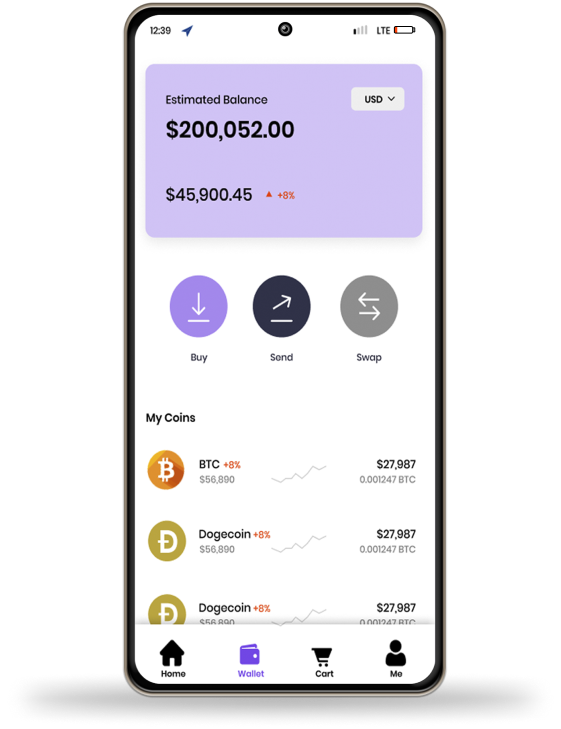 12:39 LTE
Estimated Balance USD
$200,052.00
$45,900.45 +8%
Buy Send Swap
My Coins
BTC +8% $27,987
$56,890 0.001247 BTC
Dogecoin +8% $27,987
$56,890 0.001247 BTC
Dogecoin +8% $27,987
$56,890 0.001247 BTC
Home Wallet Cart Me